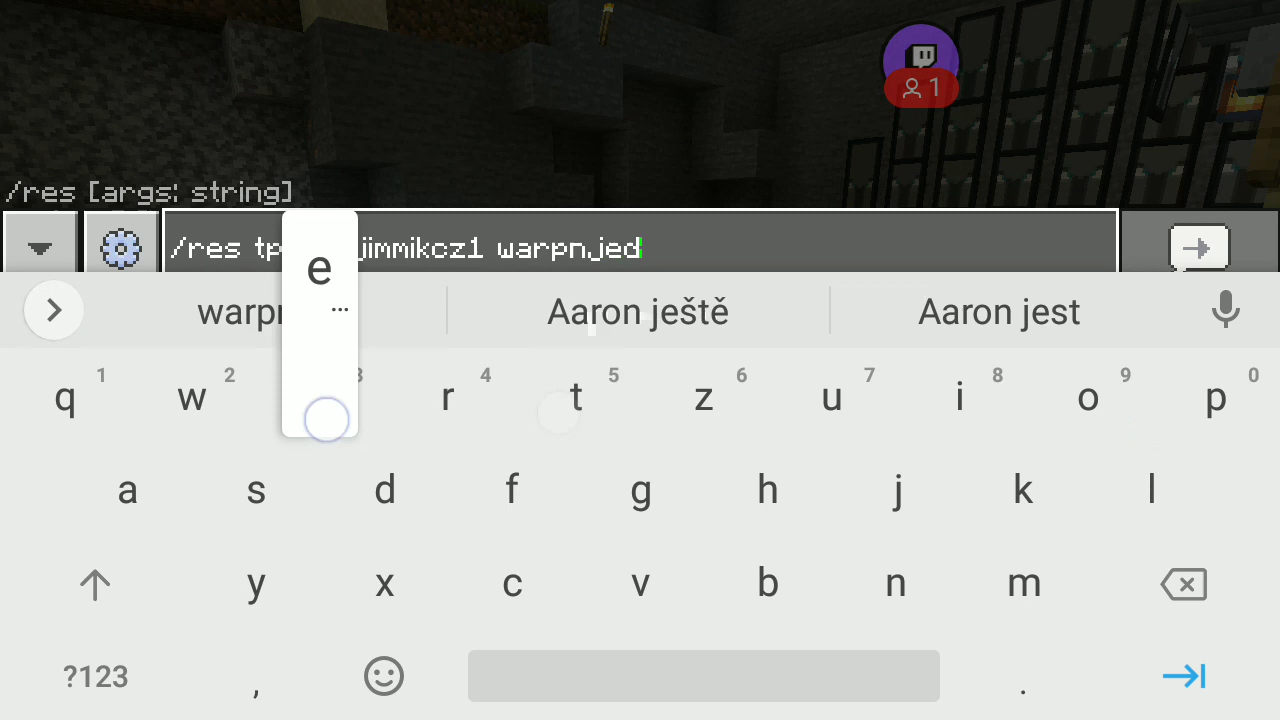 1
/res [args: string]
/res tp jimmikcz1 warpnjed
e
…
Aaron ještě Aaron jest
1 2 3 4 5 6 7 8 9 0
q w r t z u i o p
a s d f g h j k l
y x c v b n m
?123 , .